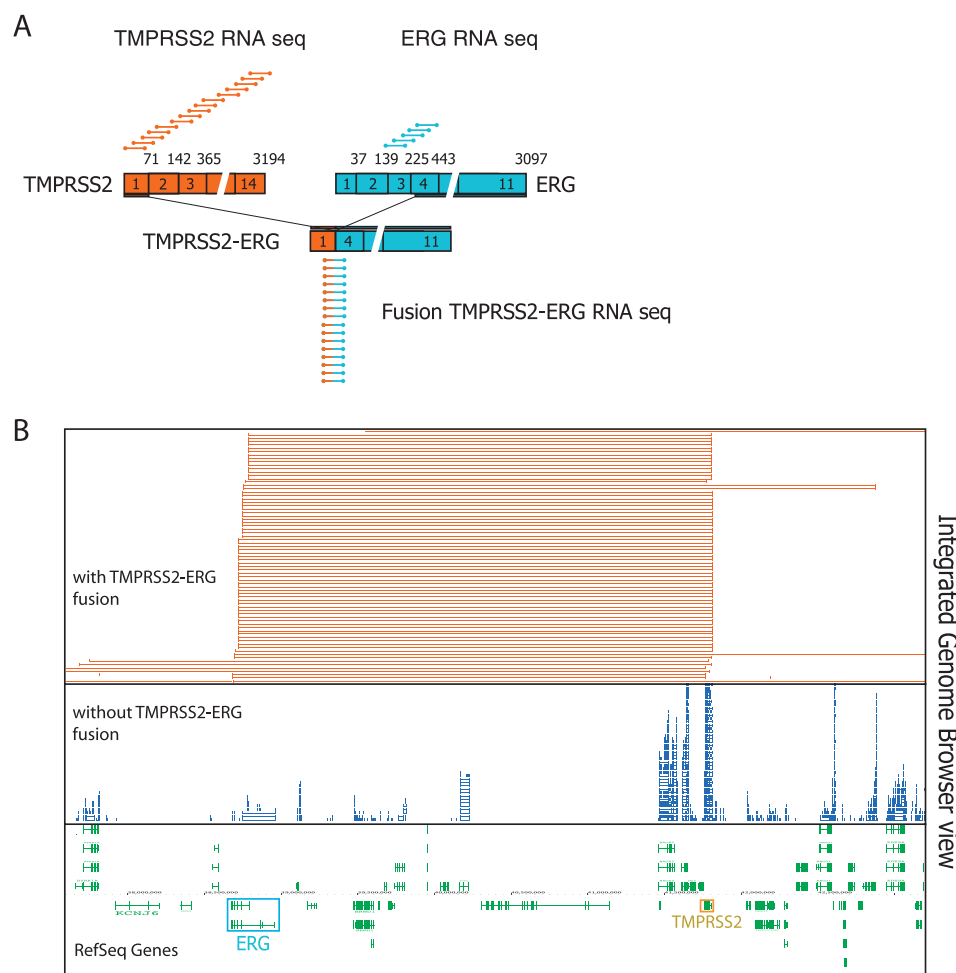 A
TMPRSS2 RNA seq
ERG RNA seq
71 142 365 3194
37 139 225 443 3097
TMPRSS2 1 2 3 14
1 2 3 4 11 ERG
TMPRSS2-ERG 1 4 11
Fusion TMPRSS2-ERG RNA seq
B
with TMPRSS2-ERG
fusion
without TMPRSS2-ERG
fusion
KCNJ6
ERG
TMPRSS2
RefSeq Genes
Integrated Genome Browser view